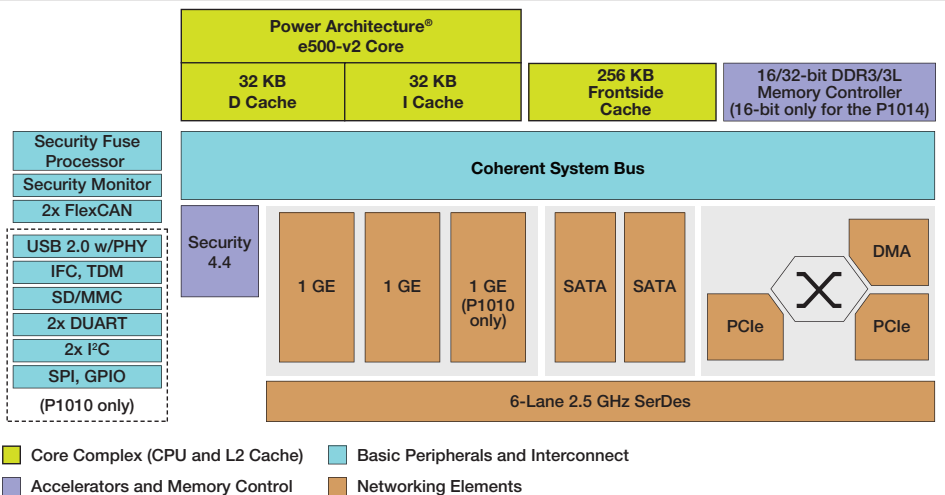 Power Architecture®
e500-v2 Core
32 KB
D Cache
32 KB
I Cache
256 KB
Frontside
Cache
16/32-bit DDR3/3L
Memory Controller
(16-bit only for the P1014)
Security Fuse
Processor
Security Monitor
2x FlexCAN
USB 2.0 w/PHY
IFC, TDM
SD/MMC
2x DUART
2x I²C
SPI, GPIO
(P1010 only)
Coherent System Bus
Security
4.4
1 GE
1 GE
1 GE
(P1010
only)
SATA
SATA
DMA
PCIe
PCIe
6-Lane 2.5 GHz SerDes
Core Complex (CPU and L2 Cache)
Basic Peripherals and Interconnect
Accelerators and Memory Control
Networking Elements